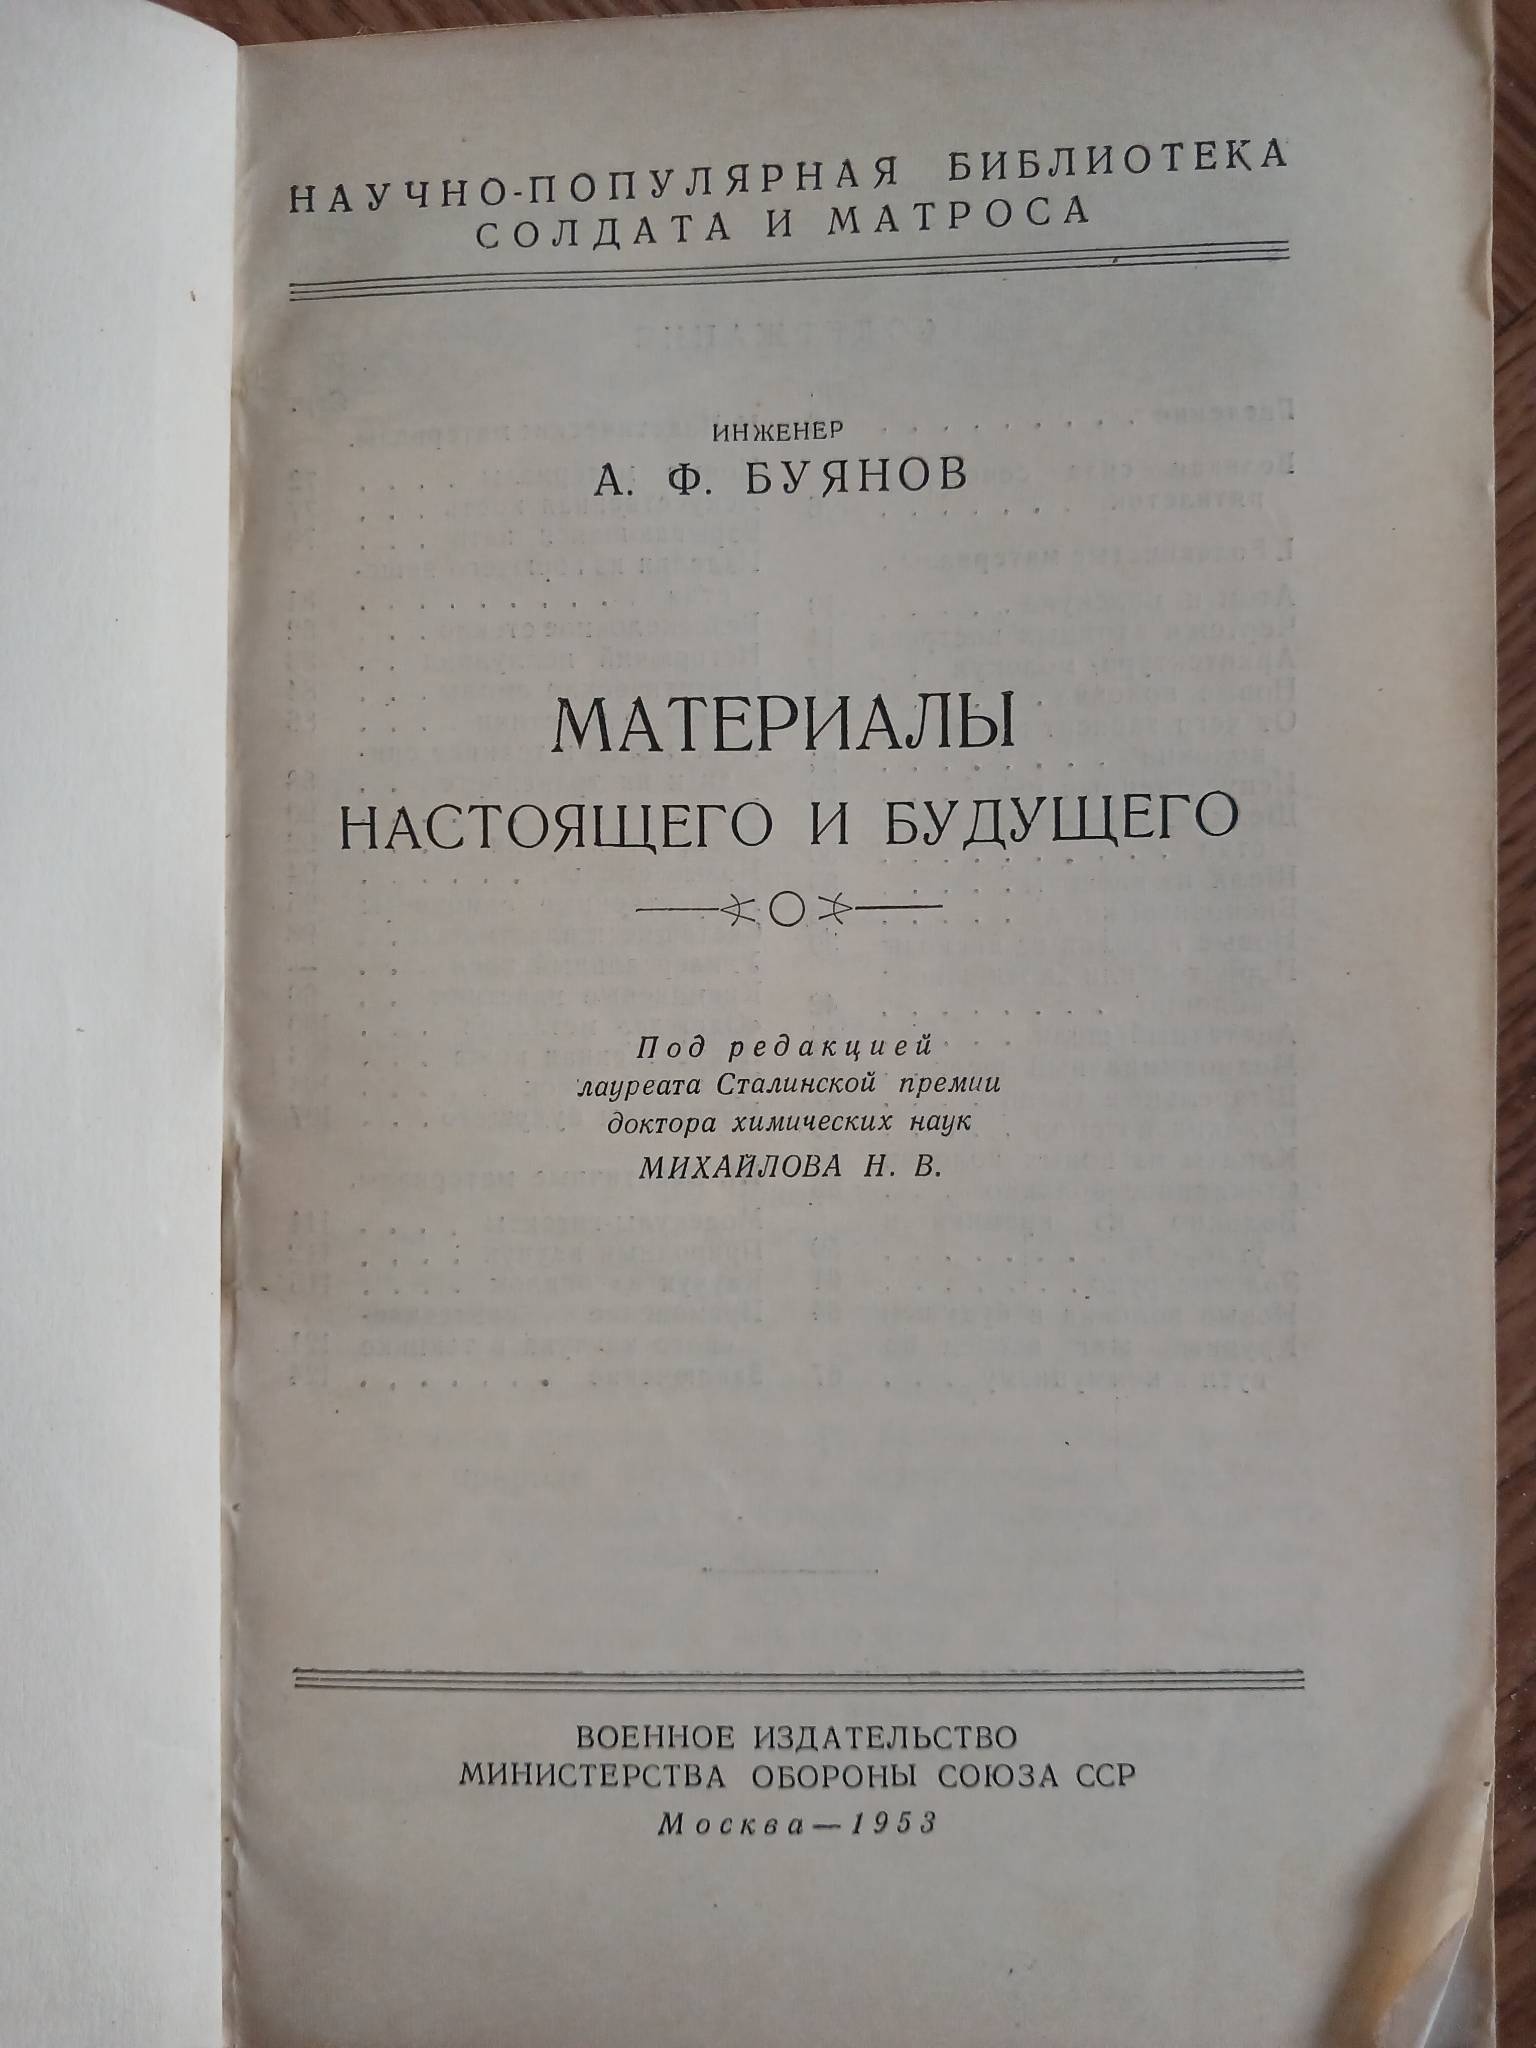 НАУЧНО-ПОПУЛЯРНАЯ БИБЛИОТЕКА
СОЛДАТА И МАТРОСА
ИНЖЕНЕР
А. Ф. БУЯНОВ
МАТЕРИАЛЫ
НАСТОЯЩЕГО И БУДУЩЕГО
Под редакцией
лауреата Сталинской премии
доктора химических наук
МИХАЙЛОВА Н. В.
ВОЕННОЕ ИЗДАТЕЛЬСТВО
МИНИСТЕРСТВА ОБОРОНЫ СОЮЗА ССР
Москва — 1953